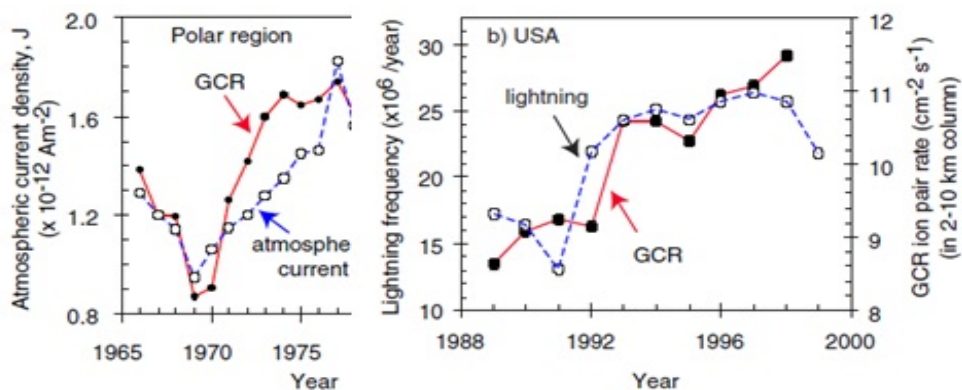 Atmospheric current density, J
(x 10-12 Am-2)
2.0
1.6
1.2
0.8
Polar region
GCR
atmosphe
current
1965
1970
1975
Year
Lightning frequency (x10⁶ /year)
30
25
20
15
10
b) USA
lightning
GCR
1988
1992
1996
2000
Year
12
11
10
9
8
GCR ion pair rate (cm⁻² s⁻¹)
(in 2-10 km column)